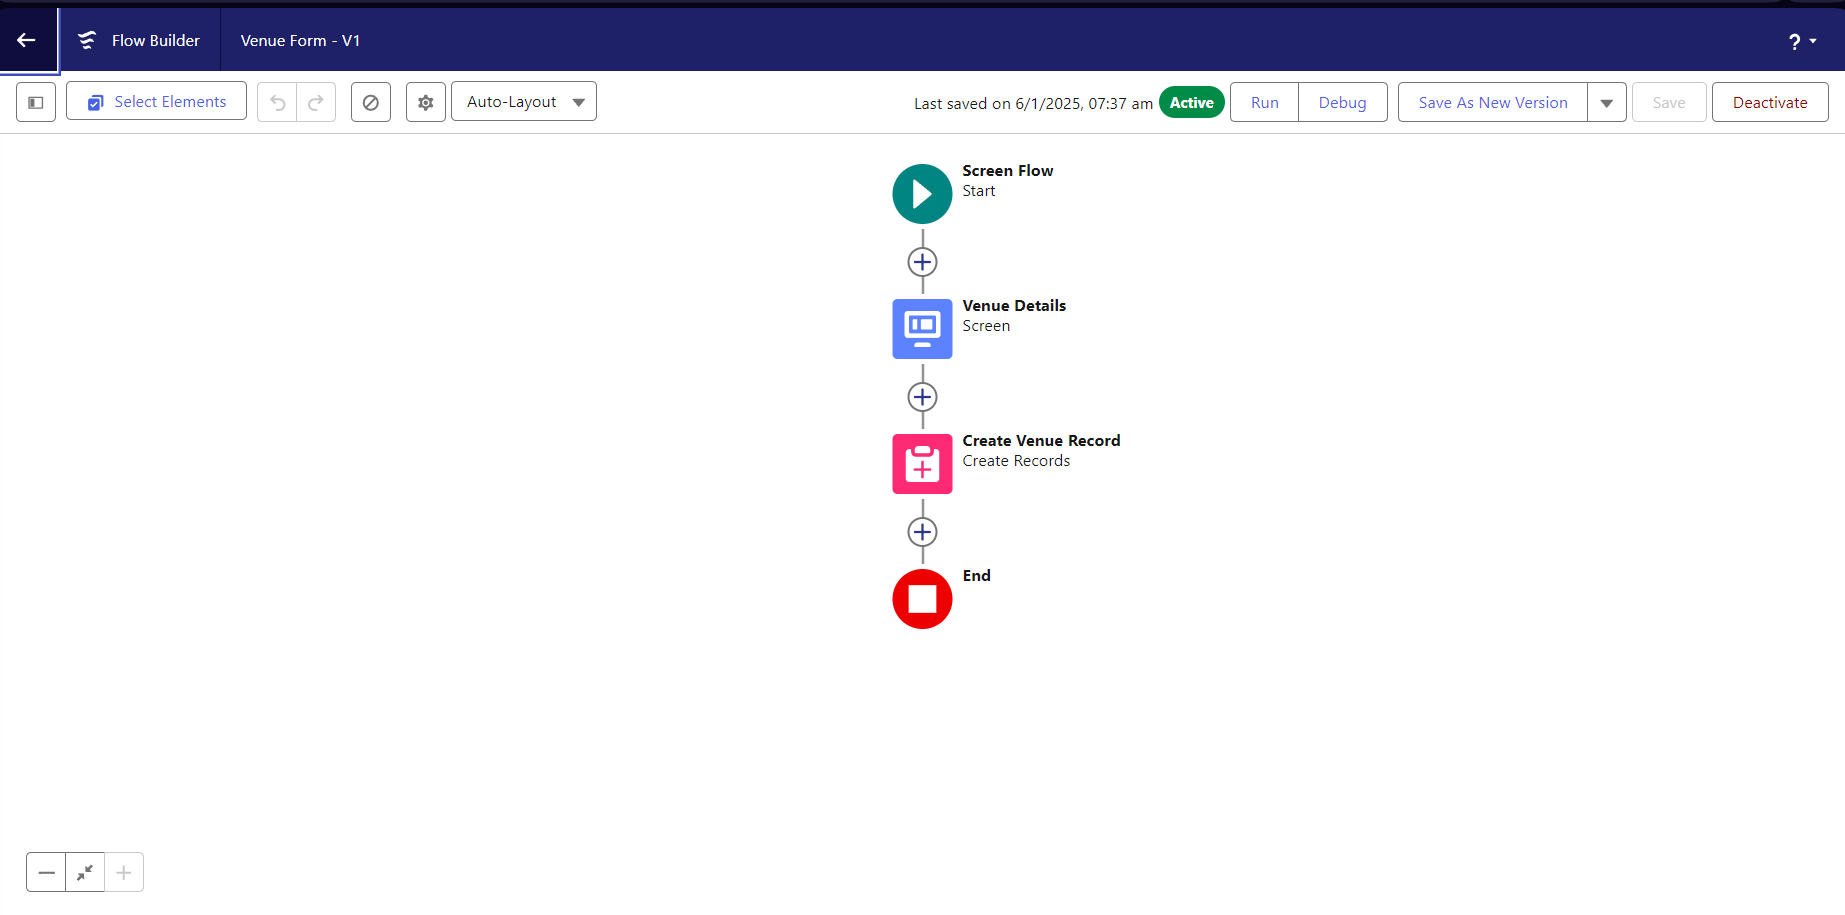 Flow Builder
Venue Form - V1
?
Select Elements
Auto-Layout
Last saved on 6/1/2025, 07:37 am
Active
Run
Debug
Save As New Version
Save
Deactivate
Screen Flow
Start
Venue Details
Screen
Create Venue Record
Create Records
End